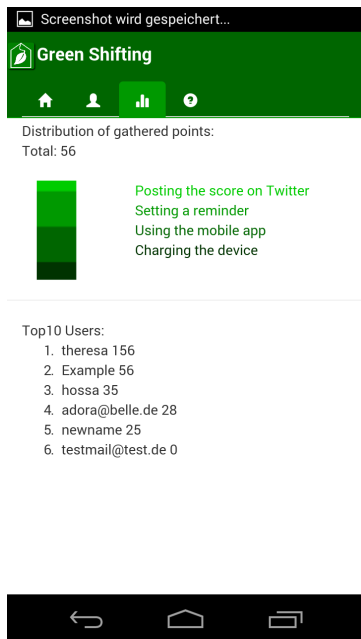 Screenshot wird gespeichert...
Green Shifting
Distribution of gathered points:
Total: 56
Posting the score on Twitter
Setting a reminder
Using the mobile app
Charging the device
Top10 Users:
1. theresa 156
2. Example 56
3. hossa 35
4. adora@belle.de 28
5. newname 25
6. testmail@test.de 0